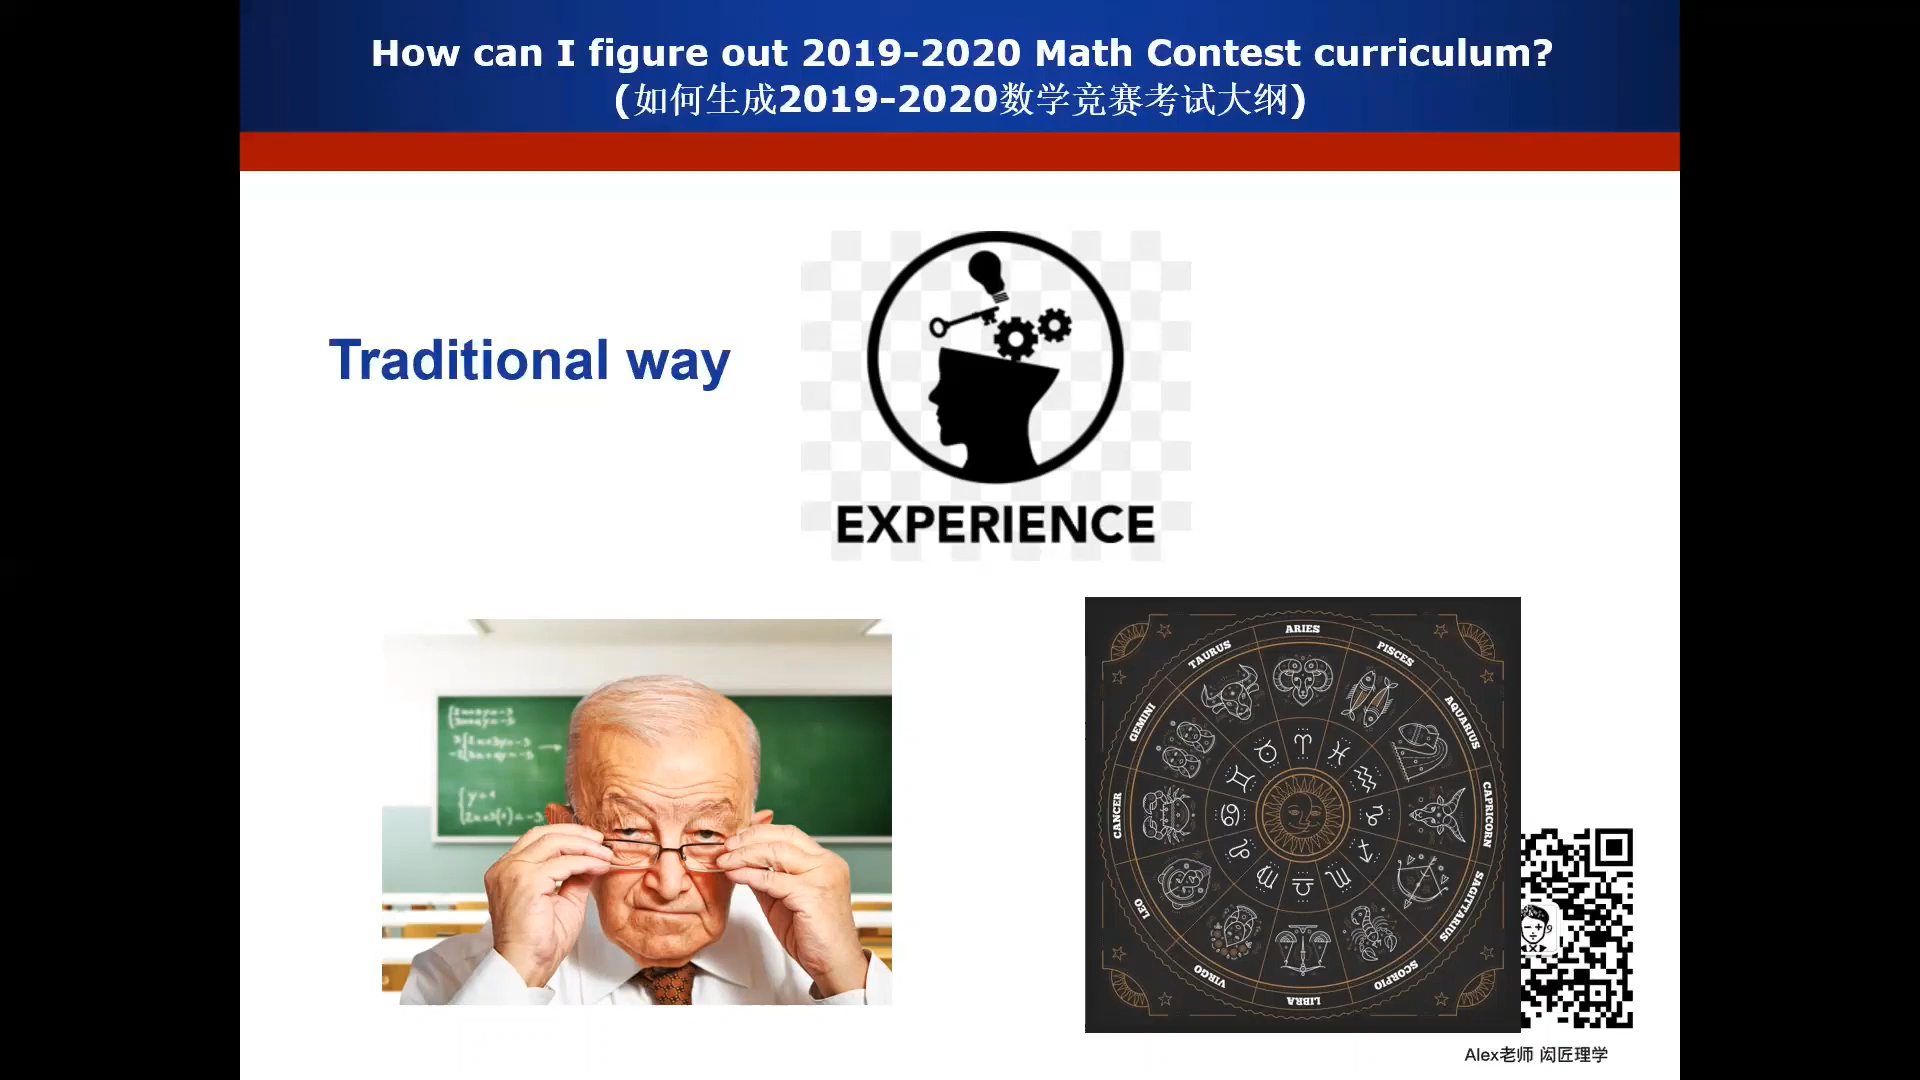 How can I figure out 2019-2020 Math Contest curriculum?
(如何生成2019-2020数学竞赛考试大纲)
Traditional way
EXPERIENCE
ARIES
PISCES
AQUARIUS
CAPRICORN
SAGITTARIUS
SCORPIO
LIBRA
VIRGO
LEO
CANCER
GEMINI
TAURUS
Alex老师 闳匠理学